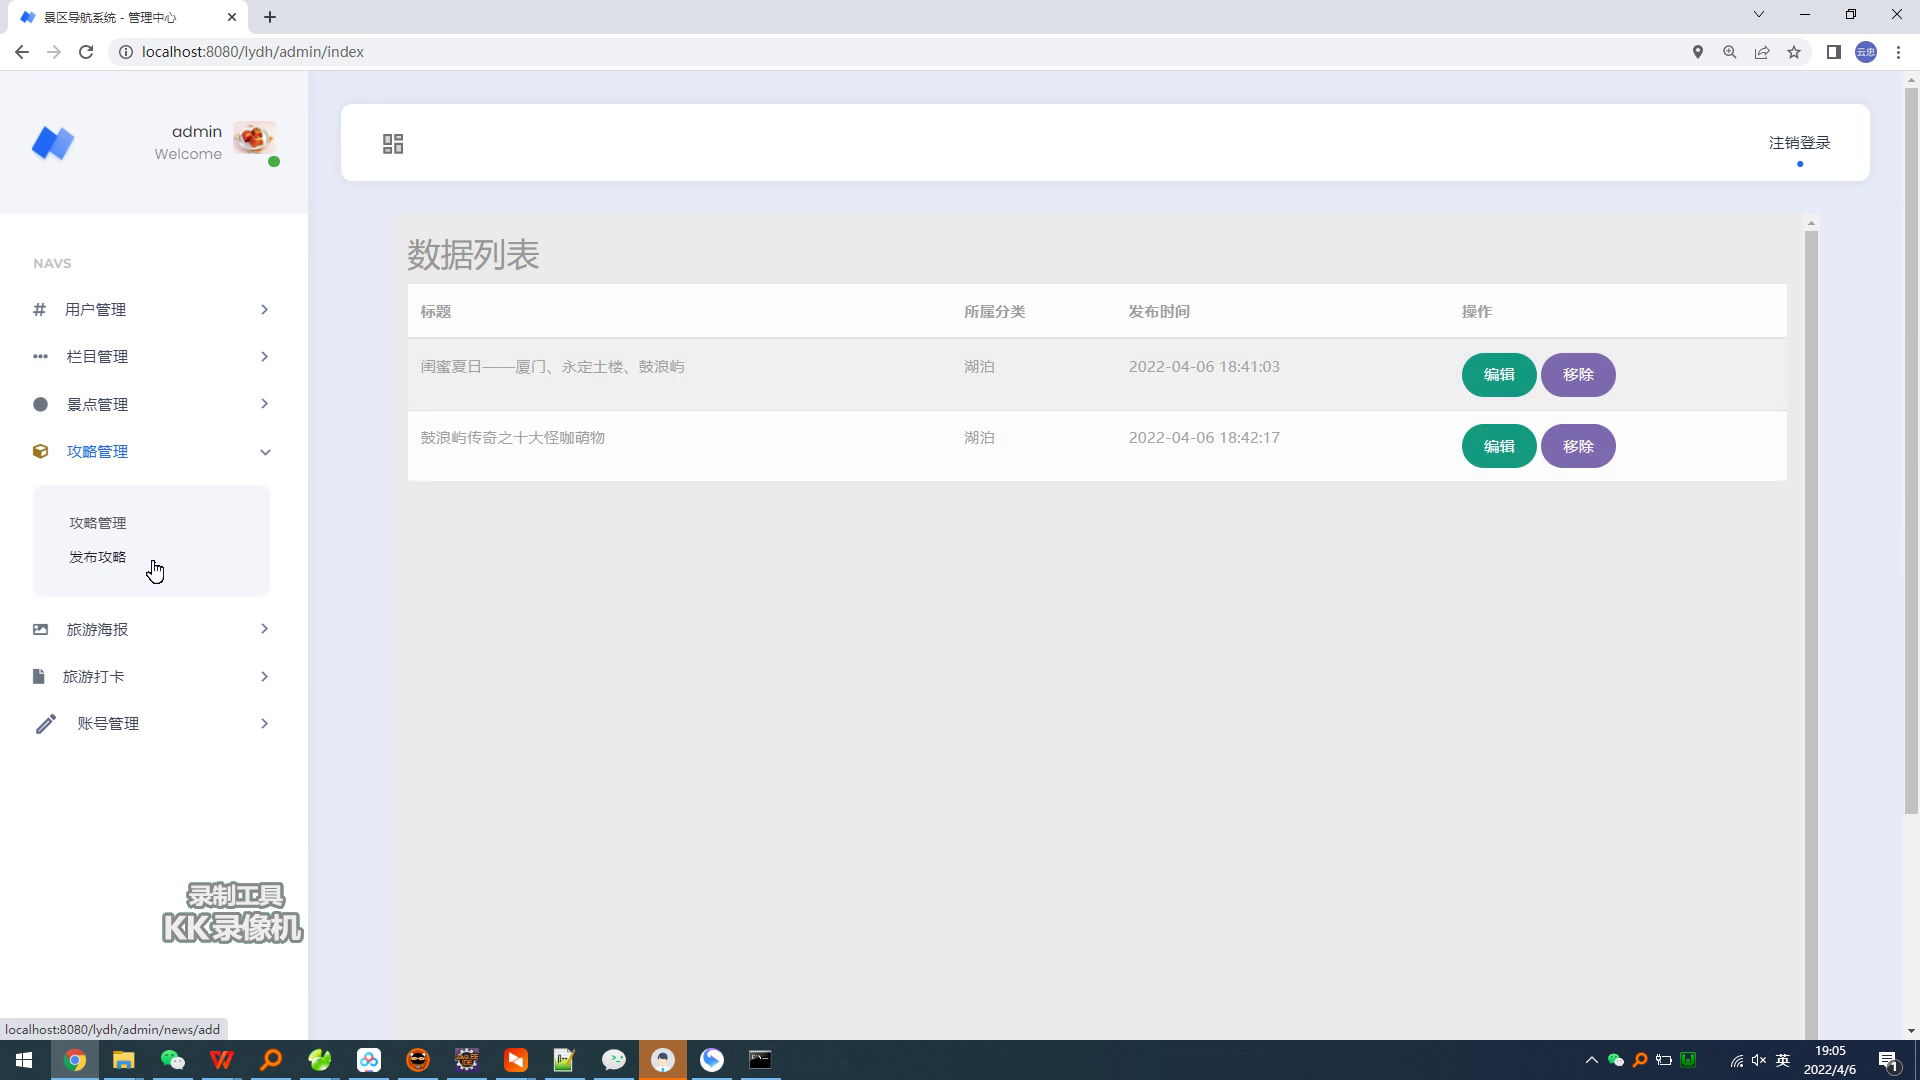 景区导航系统 - 管理中心
localhost:8080/lydh/admin/index
云忠
admin
Welcome
注销登录
NAVS
用户管理
栏目管理
景点管理
攻略管理
攻略管理
发布攻略
旅游海报
旅游打卡
账号管理
数据列表
标题 所属分类 发布时间 操作
闺蜜夏日——厦门、永定土楼、鼓浪屿 湖泊 2022-04-06 18:41:03 编辑 移除
鼓浪屿传奇之十大怪咖萌物 湖泊 2022-04-06 18:42:17 编辑 移除
录制工具
KK录像机
localhost:8080/lydh/admin/news/add
英
19:05
2022/4/6
1